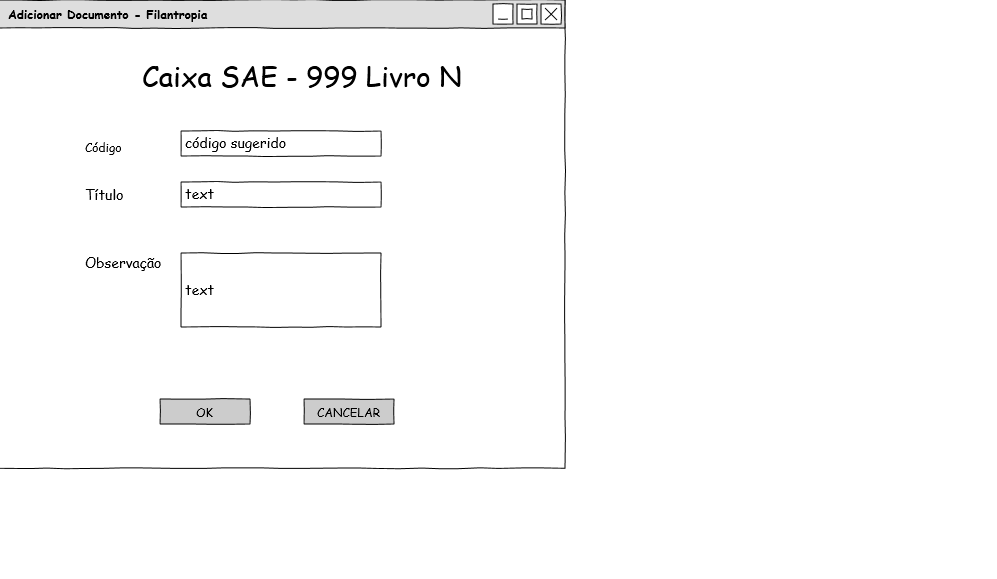 Adicionar Documento - Filantropia
Caixa SAE - 999 Livro N
Código
código sugerido
Título
text
Observação
text
OK
CANCELAR